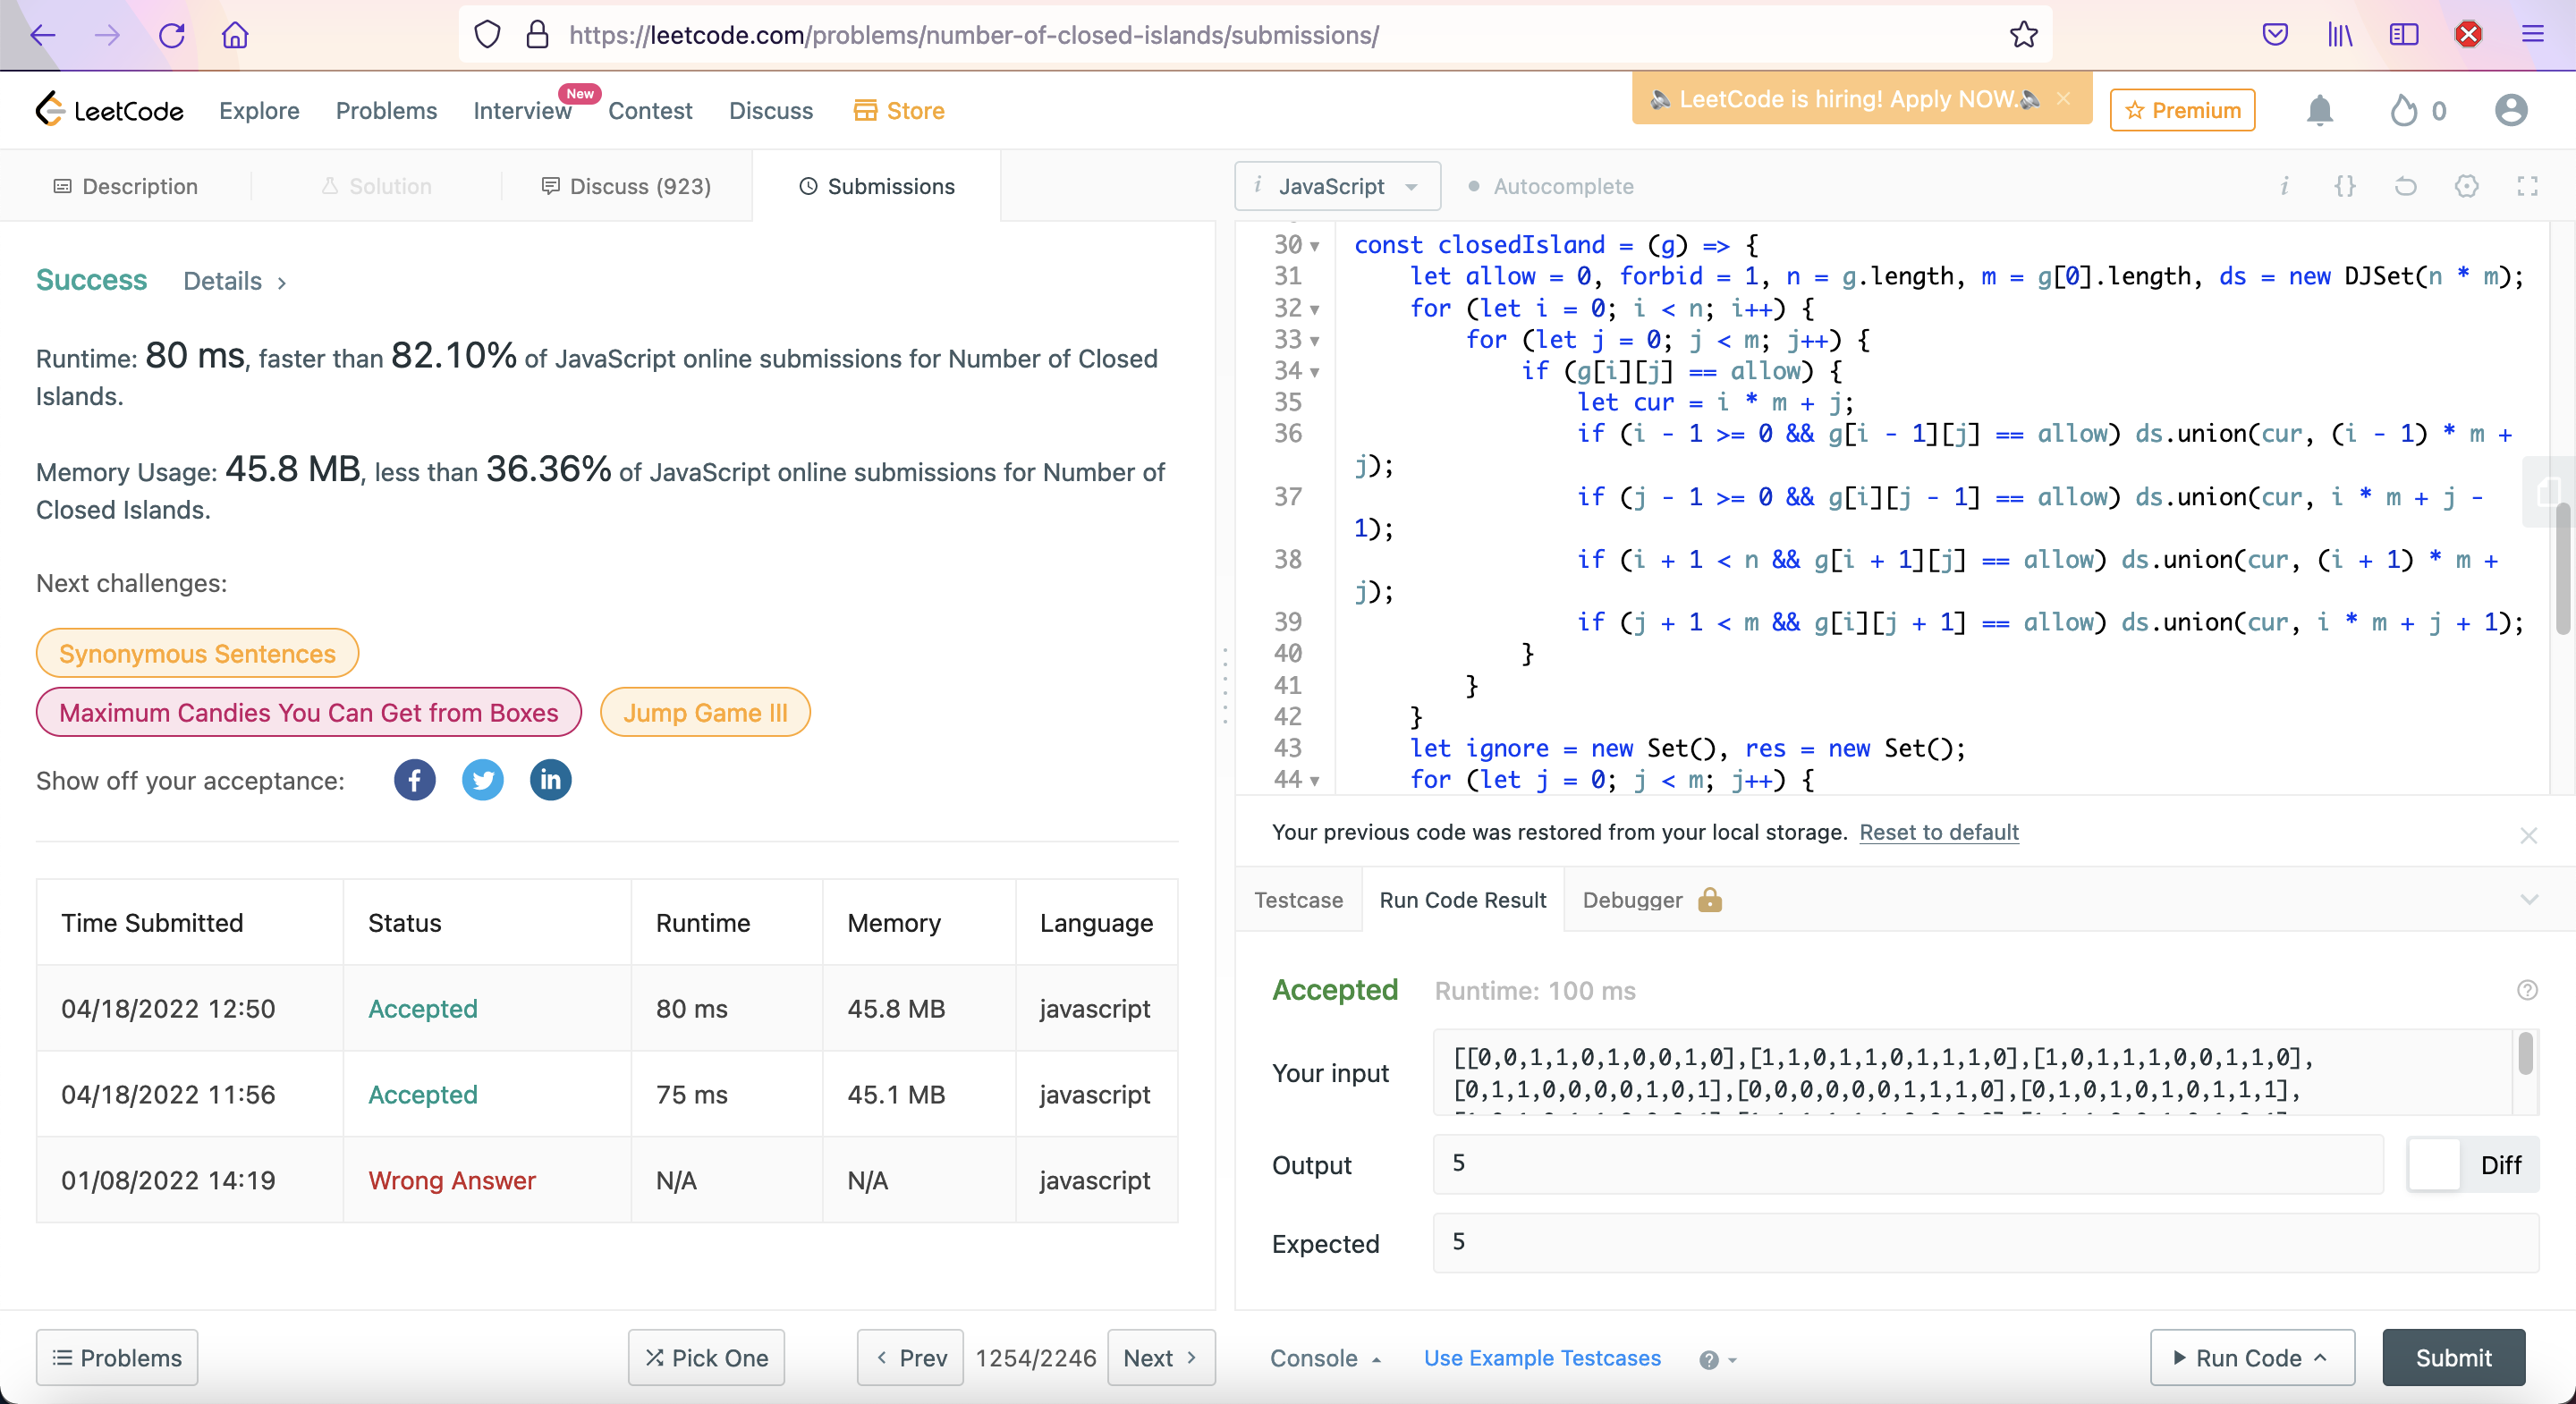 https://leetcode.com/problems/number-of-closed-islands/submissions/
LeetCode Explore Problems Interview New Contest Discuss Store
LeetCode is hiring! Apply NOW. Premium 0
Description Solution Discuss (923) Submissions
i JavaScript Autocomplete i {}
Success Details
Runtime: 80 ms, faster than 82.10% of JavaScript online submissions for Number of Closed
Islands.
Memory Usage: 45.8 MB, less than 36.36% of JavaScript online submissions for Number of
Closed Islands.
Next challenges:
Synonymous Sentences
Maximum Candies You Can Get from Boxes Jump Game III
Show off your acceptance:
Time Submitted Status Runtime Memory Language
04/18/2022 12:50 Accepted 80 ms 45.8 MB javascript
04/18/2022 11:56 Accepted 75 ms 45.1 MB javascript
01/08/2022 14:19 Wrong Answer N/A N/A javascript
30 const closedIsland = (g) => {
31 let allow = 0, forbid = 1, n = g.length, m = g[0].length, ds = new DJSet(n * m);
32 for (let i = 0; i < n; i++) {
33 for (let j = 0; j < m; j++) {
34 if (g[i][j] == allow) {
35 let cur = i * m + j;
36 if (i - 1 >= 0 && g[i - 1][j] == allow) ds.union(cur, (i - 1) * m +
j);
37 if (j - 1 >= 0 && g[i][j - 1] == allow) ds.union(cur, i * m + j -
1);
38 if (i + 1 < n && g[i + 1][j] == allow) ds.union(cur, (i + 1) * m +
j);
39 if (j + 1 < m && g[i][j + 1] == allow) ds.union(cur, i * m + j + 1);
40 }
41 }
42 }
43 let ignore = new Set(), res = new Set();
44 for (let j = 0; j < m; j++) {
Your previous code was restored from your local storage. Reset to default
Testcase Run Code Result Debugger
Accepted Runtime: 100 ms
Your input
[[0,0,1,1,0,1,0,0,1,0],[1,1,0,1,1,0,1,1,1,0],[1,0,1,1,1,0,0,1,1,0],
[0,1,1,0,0,0,0,1,0,1],[0,0,0,0,0,0,1,1,1,0],[0,1,0,1,0,1,0,1,1,1],
Output 5 Diff
Expected 5
Problems Pick One Prev 1254/2246 Next
Console Use Example Testcases Run Code Submit